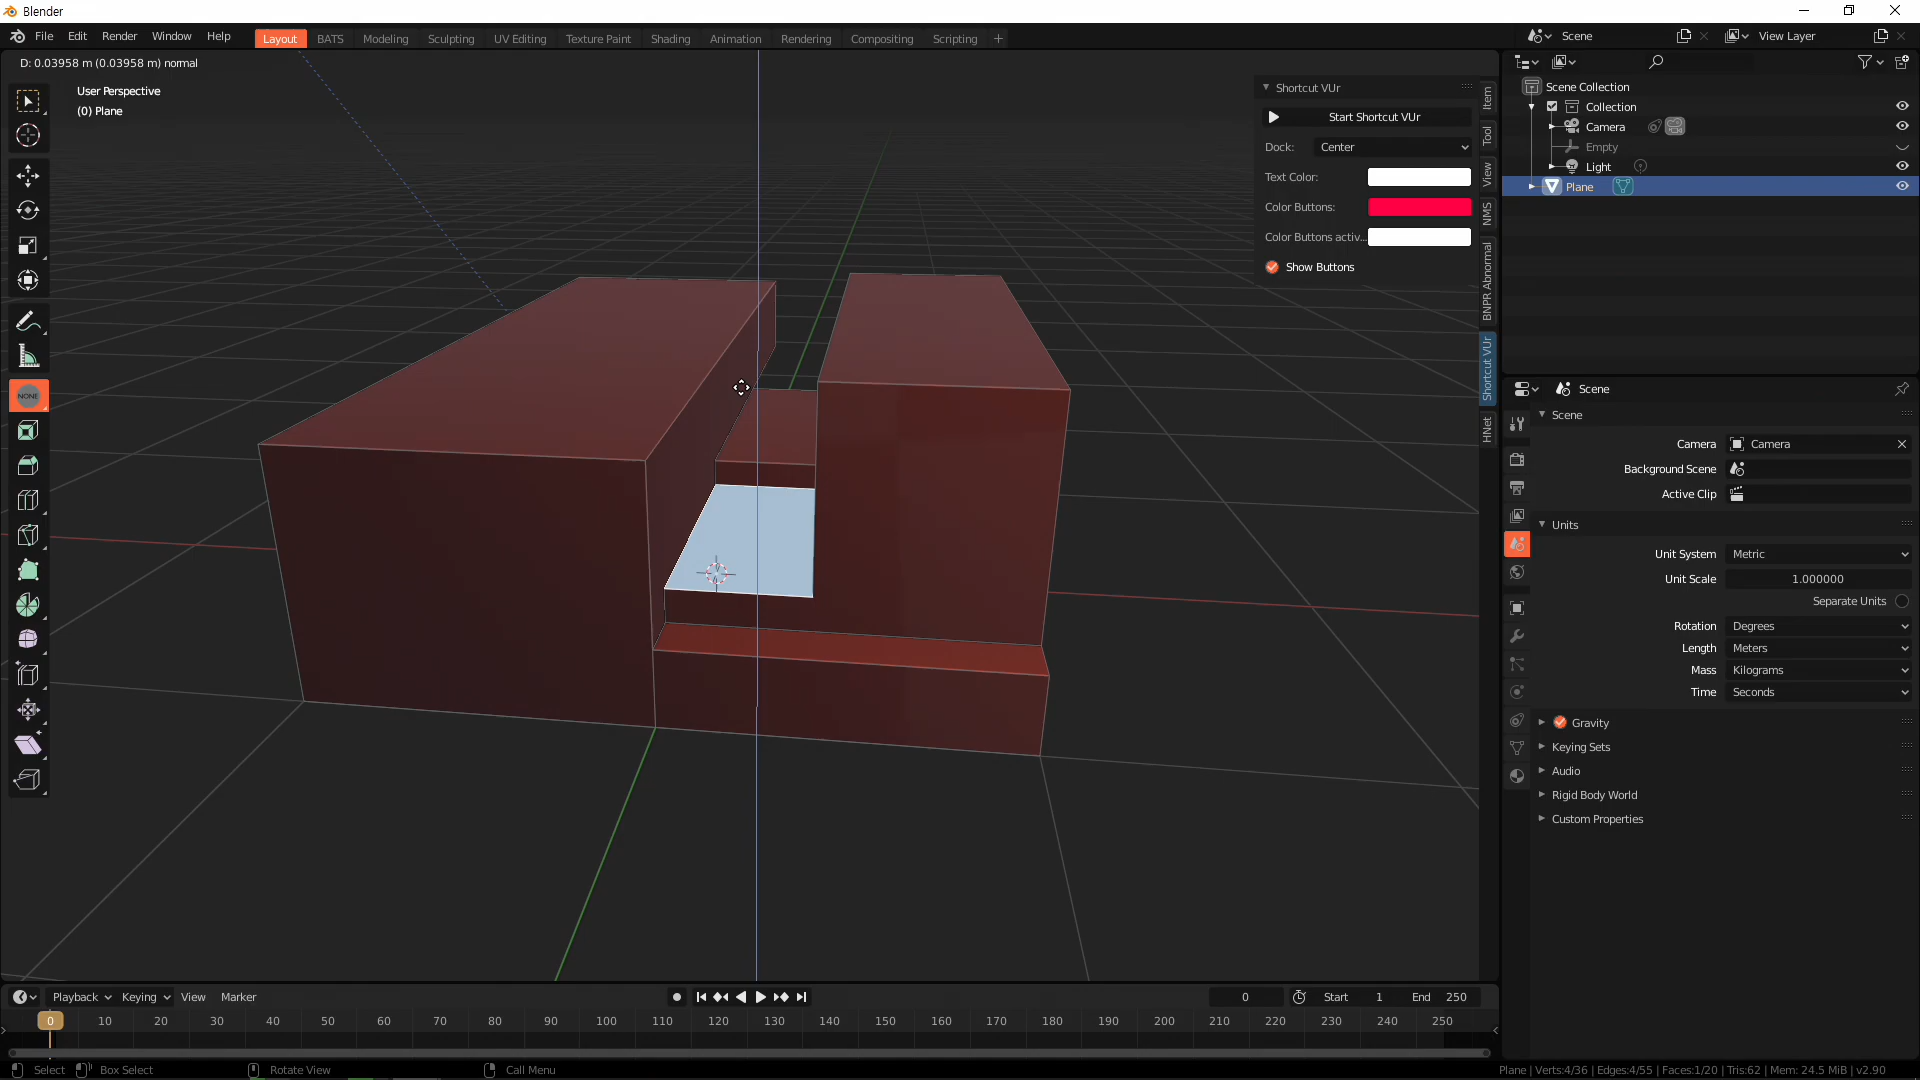 Blender
File Edit Render Window Help
Layout BATS Modeling Sculpting UV Editing Texture Paint Shading Animation Rendering Compositing Scripting +
Scene
View Layer
D: 0.03958 m (0.03958 m) normal
User Perspective
(0) Plane
NONE
Shortcut VUr
Start Shortcut VUr
Dock: Center
Text Color:
Color Buttons:
Color Buttons activ...
Show Buttons
Item
Tool
View
NMS
BNPR Abnormal
Shortcut VUr
HNet
Scene Collection
Collection
Camera
Empty
Light
Plane
Scene
Scene
Camera Camera
Background Scene
Active Clip
Units
Unit System Metric
Unit Scale 1.000000
Separate Units
Rotation Degrees
Length Meters
Mass Kilograms
Time Seconds
Gravity
Keying Sets
Audio
Rigid Body World
Custom Properties
Playback Keying View Marker
0 Start 1 End 250
0 10 20 30 40 50 60 70 80 90 100 110 120 130 140 150 160 170 180 190 200 210 220 230 240 250
Select Box Select Rotate View Call Menu
Plane | Verts:4/36 | Edges:4/55 | Faces:1/20 | Tris:62 | Mem: 24.5 MiB | v2.90